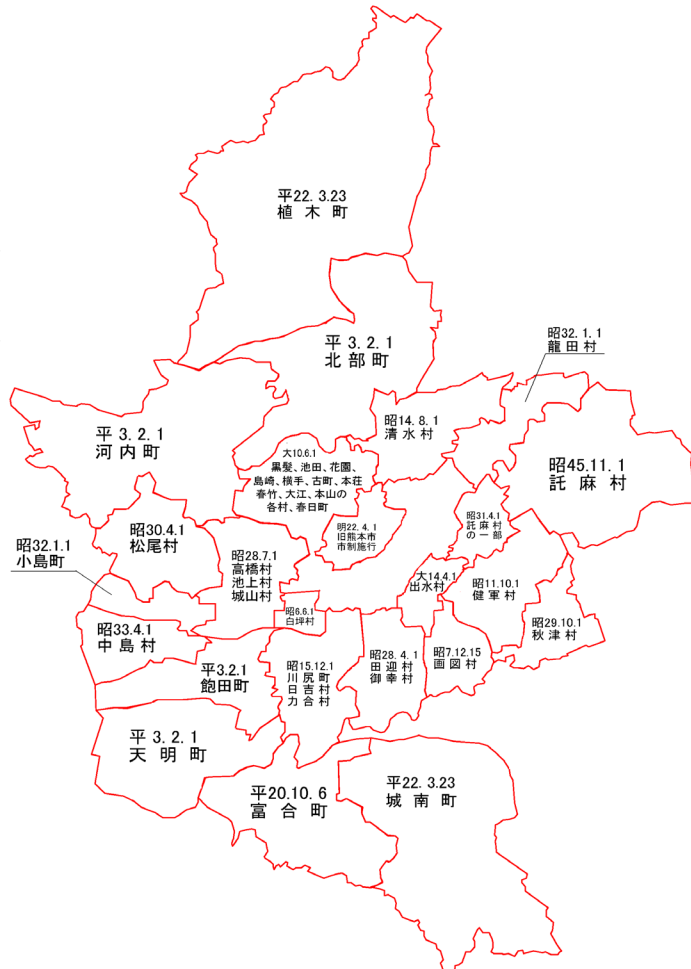 平22.3.23
植木町
平3.2.1
北部町
昭32.1.1
龍田村
昭14.8.1
清水村
平3.2.1
河内町
大10.6.1
黒髪、池田、花園、
島崎、横手、古町、本荘
春竹、大江、本山の
各村、春日町
昭45.11.1
託麻村
昭30.4.1
松尾村
明22.4.1
旧熊本市
市制施行
昭31.4.1
託麻村
の一部
昭32.1.1
小島町
昭28.7.1
高橋村
池上村
城山村
大14.4.1
出水村
昭11.10.1
健軍村
昭6.6.1
白坪村
昭29.10.1
秋津村
昭33.4.1
中島村
平3.2.1
飽田町
昭15.12.1
川尻町
日吉村
力合村
昭28.4.1
田迎村
御幸村
昭7.12.15
画図村
平3.2.1
天明町
平20.10.6
富合町
平22.3.23
城南町